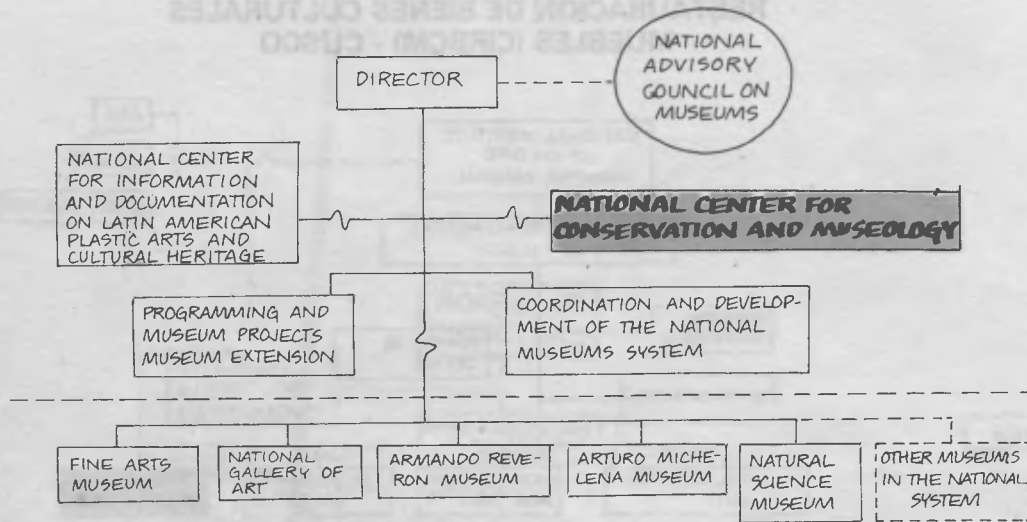 DIRECTOR
NATIONAL
ADVISORY
COUNCIL ON
MUSEUMS
NATIONAL CENTER
FOR INFORMATION
AND DOCUMENTATION
ON LATIN AMERICAN
PLASTIC ARTS AND
CULTURAL HERITAGE
NATIONAL CENTER FOR
CONSERVATION AND MUSEOLOGY
PROGRAMMING AND
MUSEUM PROJECTS
MUSEUM EXTENSION
COORDINATION AND DEVELOP-
MENT OF THE NATIONAL
MUSEUMS SYSTEM
FINE ARTS
MUSEUM
NATIONAL
GALLERY OF
ART
ARMANDO REVE-
RON MUSEUM
ARTURO MICHE-
LENA MUSEUM
NATURAL
SCIENCE
MUSEUM
OTHER MUSEUMS
IN THE NATIONAL
SYSTEM